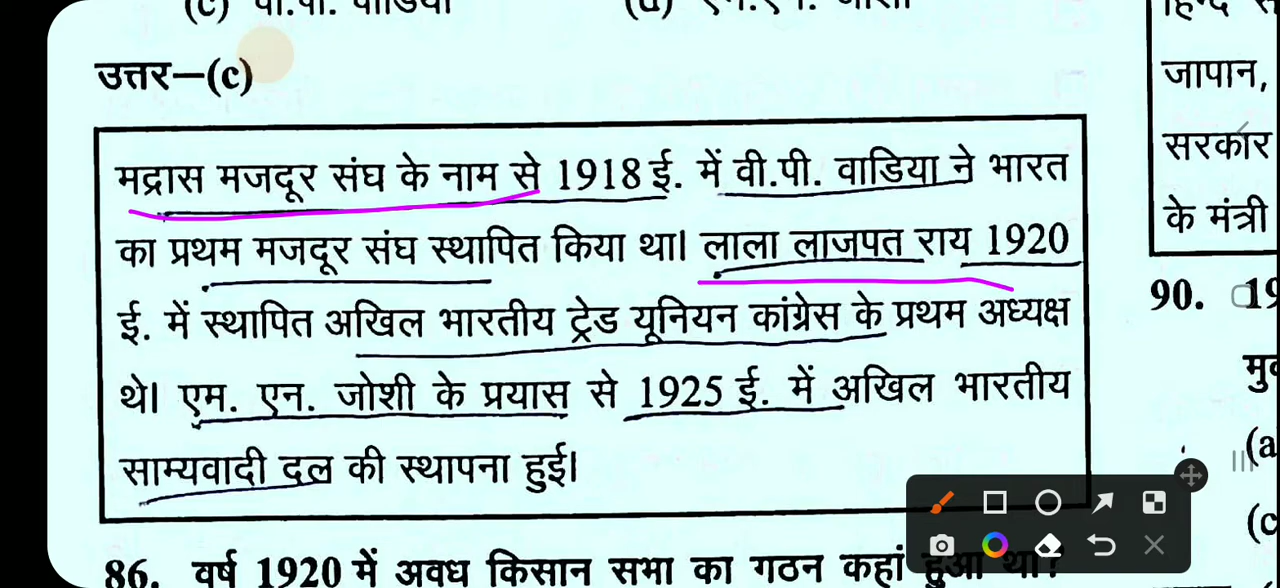 उत्तर–(c)
मद्रास मजदूर संघ के नाम से 1918 ई. में वी.पी. वाडिया ने भारत
का प्रथम मजदूर संघ स्थापित किया था। लाला लाजपत राय 1920
ई. में स्थापित अखिल भारतीय ट्रेड यूनियन कांग्रेस के प्रथम अध्यक्ष
थे। एम. एन. जोशी के प्रयास से 1925 ई. में अखिल भारतीय
साम्यवादी दल की स्थापना हुई।
86. वर्ष 1920 में अवध किसान सभा का गठन कहां हुआ था?
जापान,
सरकार
के मंत्री
90. 19
(a
(c